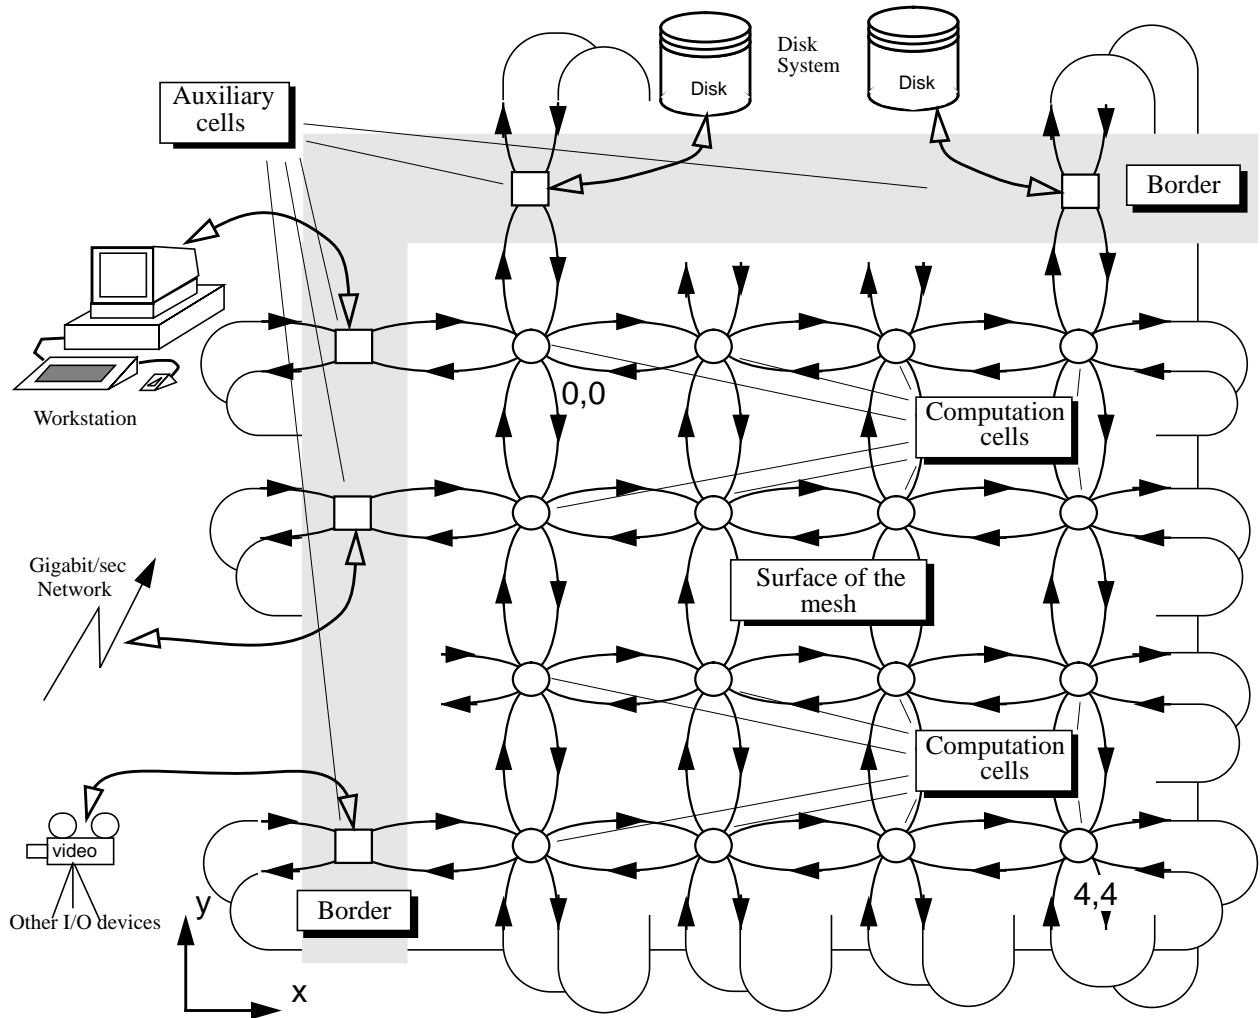 Disk
System
Disk
Disk
Auxiliary
cells
Border
Workstation
0,0
Computation
cells
Gigabit/sec
Network
Surface of the
mesh
Computation
cells
video
Other I/O devices
Border
4,4
y
x